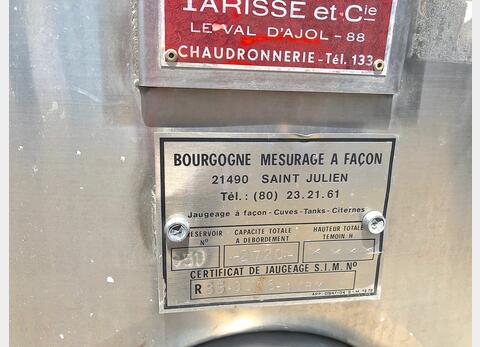 TARISSE et Cie
LE VAL D'AJOL - 88
CHAUDRONNERIE - Tél. 133
BOURGOGNE MESURAGE A FAÇON
21490 SAINT JULIEN
Tél. : (80) 23.21.61
Jaugeage à façon - Cuves - Tanks - Citernes
RESERVOIR N° CAPACITE TOTALE A DEBORDEMENT HAUTEUR TOTALE TEMOIN H
CERTIFICAT DE JAUGEAGE S.I.M. N°
R